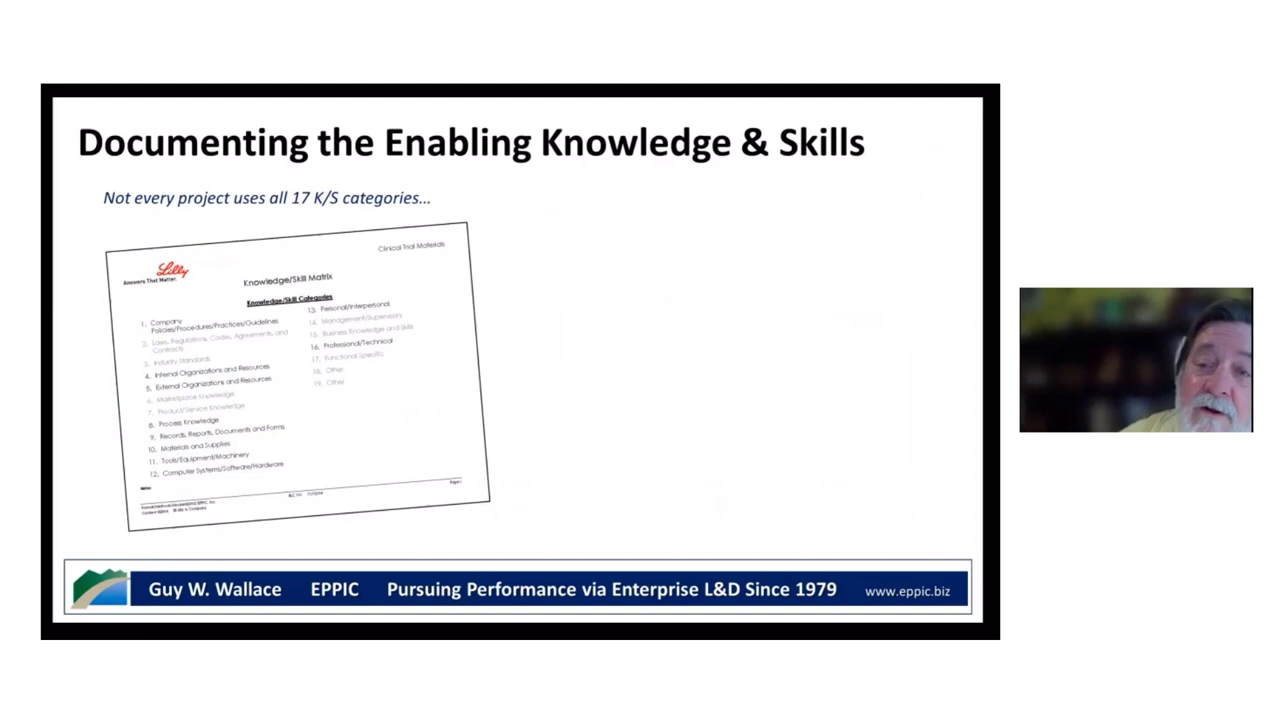 Documenting the Enabling Knowledge & Skills
Not every project uses all 17 K/S categories…
Lilly
Answers That Matter.
Clinical Trial Materials
Knowledge/Skill Matrix
Knowledge/Skill Categories
1. Company
Policies/Procedures/Practices/Guidelines
2. Laws, Regulations, Codes, Agreements, and
Contracts
3. Industry Standards
4. Internal Organizations and Resources
5. External Organizations and Resources
6. Marketplace Knowledge
7. Product/Service Knowledge
8. Process Knowledge
9. Records, Reports, Documents and Forms
10. Materials and Supplies
11. Tools/Equipment/Machinery
12. Computer Systems/Software/Hardware
13. Personal/Interpersonal
14. Management/Supervisory
15. Business Knowledge and Skills
16. Professional/Technical
17. Functional Specific
18. Other
19. Other
Guy W. Wallace EPPIC Pursuing Performance via Enterprise L&D Since 1979 www.eppic.biz